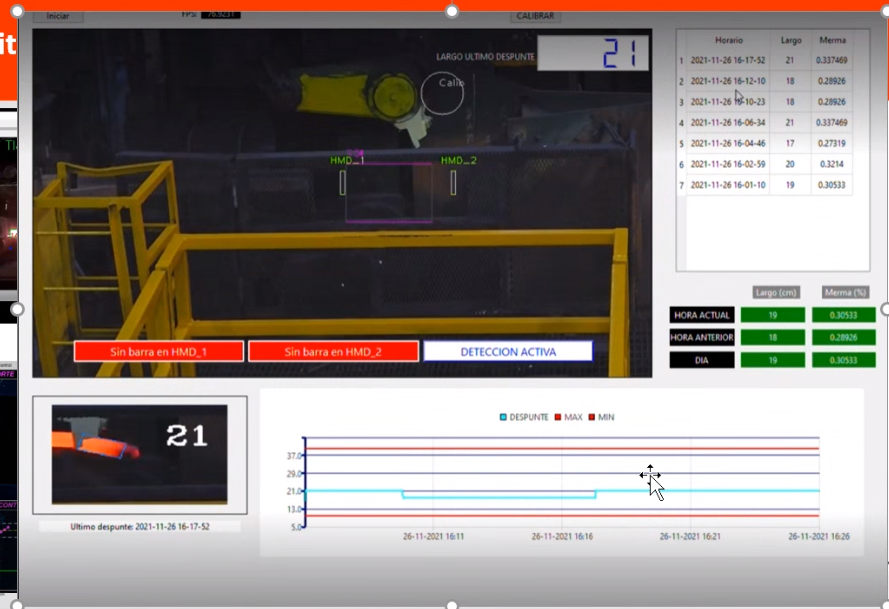 it
Iniciar
FPS: 76.9231
CALIBRAR
LARGO ULTIMO DESPUNTE
21
Calib
HMD_1
HMD_2
Sin barra en HMD_1
Sin barra en HMD_2
DETECCION ACTIVA
Horario Largo Merma
1 2021-11-26 16-17-52 21 0.337469
2 2021-11-26 16-12-10 18 0.28926
3 2021-11-26 16-10-23 18 0.28926
4 2021-11-26 16-06-34 21 0.337469
5 2021-11-26 16-04-46 17 0.27319
6 2021-11-26 16-02-59 20 0.3214
7 2021-11-26 16-01-10 19 0.30533
Largo (cm) Merma (%)
HORA ACTUAL 19 0.30533
HORA ANTERIOR 18 0.28926
DIA 19 0.30533
21
Ultimo despunte: 2021-11-26 16-17-52
DESPUNTE MAX MIN
37.0
29.0
21.0
13.0
5.0
26-11-2021 16:11
26-11-2021 16:16
26-11-2021 16:21
26-11-2021 16:26